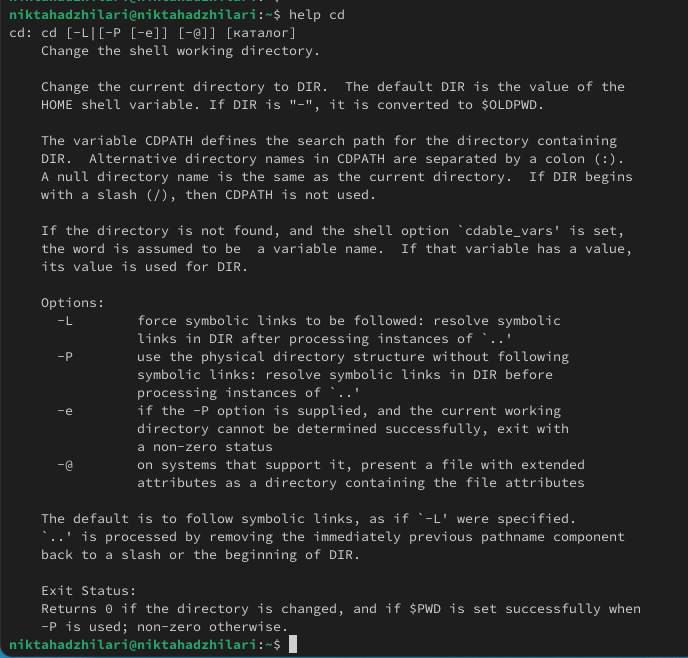 niktahadzhilari@niktahadzhilari:~$ help cd
cd: cd [-L|[-P [-e]] [-@]] [каталог]
    Change the shell working directory.

    Change the current directory to DIR.  The default DIR is the value of the
    HOME shell variable. If DIR is "-", it is converted to $OLDPWD.

    The variable CDPATH defines the search path for the directory containing
    DIR.  Alternative directory names in CDPATH are separated by a colon (:).
    A null directory name is the same as the current directory.  If DIR begins
    with a slash (/), then CDPATH is not used.

    If the directory is not found, and the shell option `cdable_vars' is set,
    the word is assumed to be  a variable name.  If that variable has a value,
    its value is used for DIR.

    Options:
      -L        force symbolic links to be followed: resolve symbolic
                links in DIR after processing instances of `..'
      -P        use the physical directory structure without following
                symbolic links: resolve symbolic links in DIR before
                processing instances of `..'
      -e        if the -P option is supplied, and the current working
                directory cannot be determined successfully, exit with
                a non-zero status
      -@        on systems that support it, present a file with extended
                attributes as a directory containing the file attributes

    The default is to follow symbolic links, as if `-L' were specified.
    `..' is processed by removing the immediately previous pathname component
    back to a slash or the beginning of DIR.

    Exit Status:
    Returns 0 if the directory is changed, and if $PWD is set successfully when
    -P is used; non-zero otherwise.
niktahadzhilari@niktahadzhilari:~$